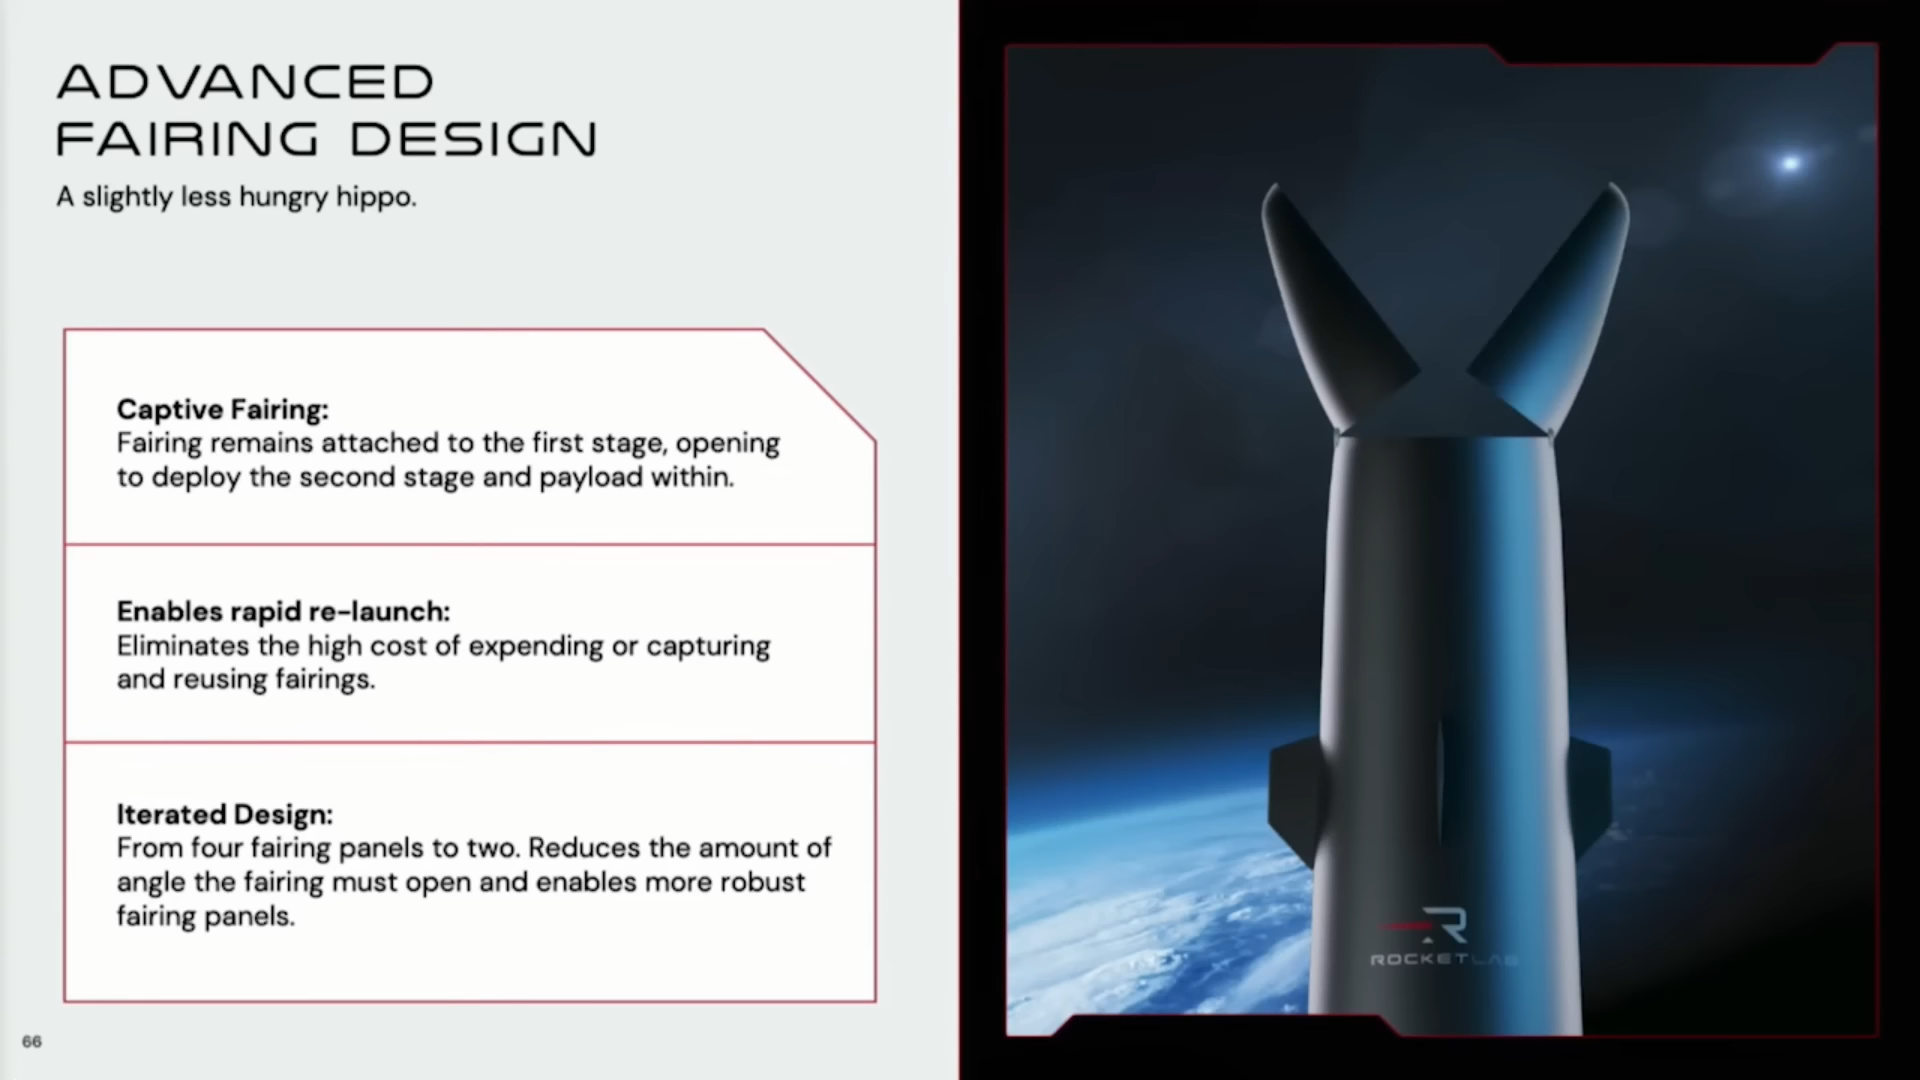 ADVANCED
FAIRING DESIGN
A slightly less hungry hippo.
Captive Fairing:
Fairing remains attached to the first stage, opening
to deploy the second stage and payload within.
Enables rapid re-launch:
Eliminates the high cost of expending or capturing
and reusing fairings.
Iterated Design:
From four fairing panels to two. Reduces the amount of
angle the fairing must open and enables more robust
fairing panels.
66
ROCKETLAB